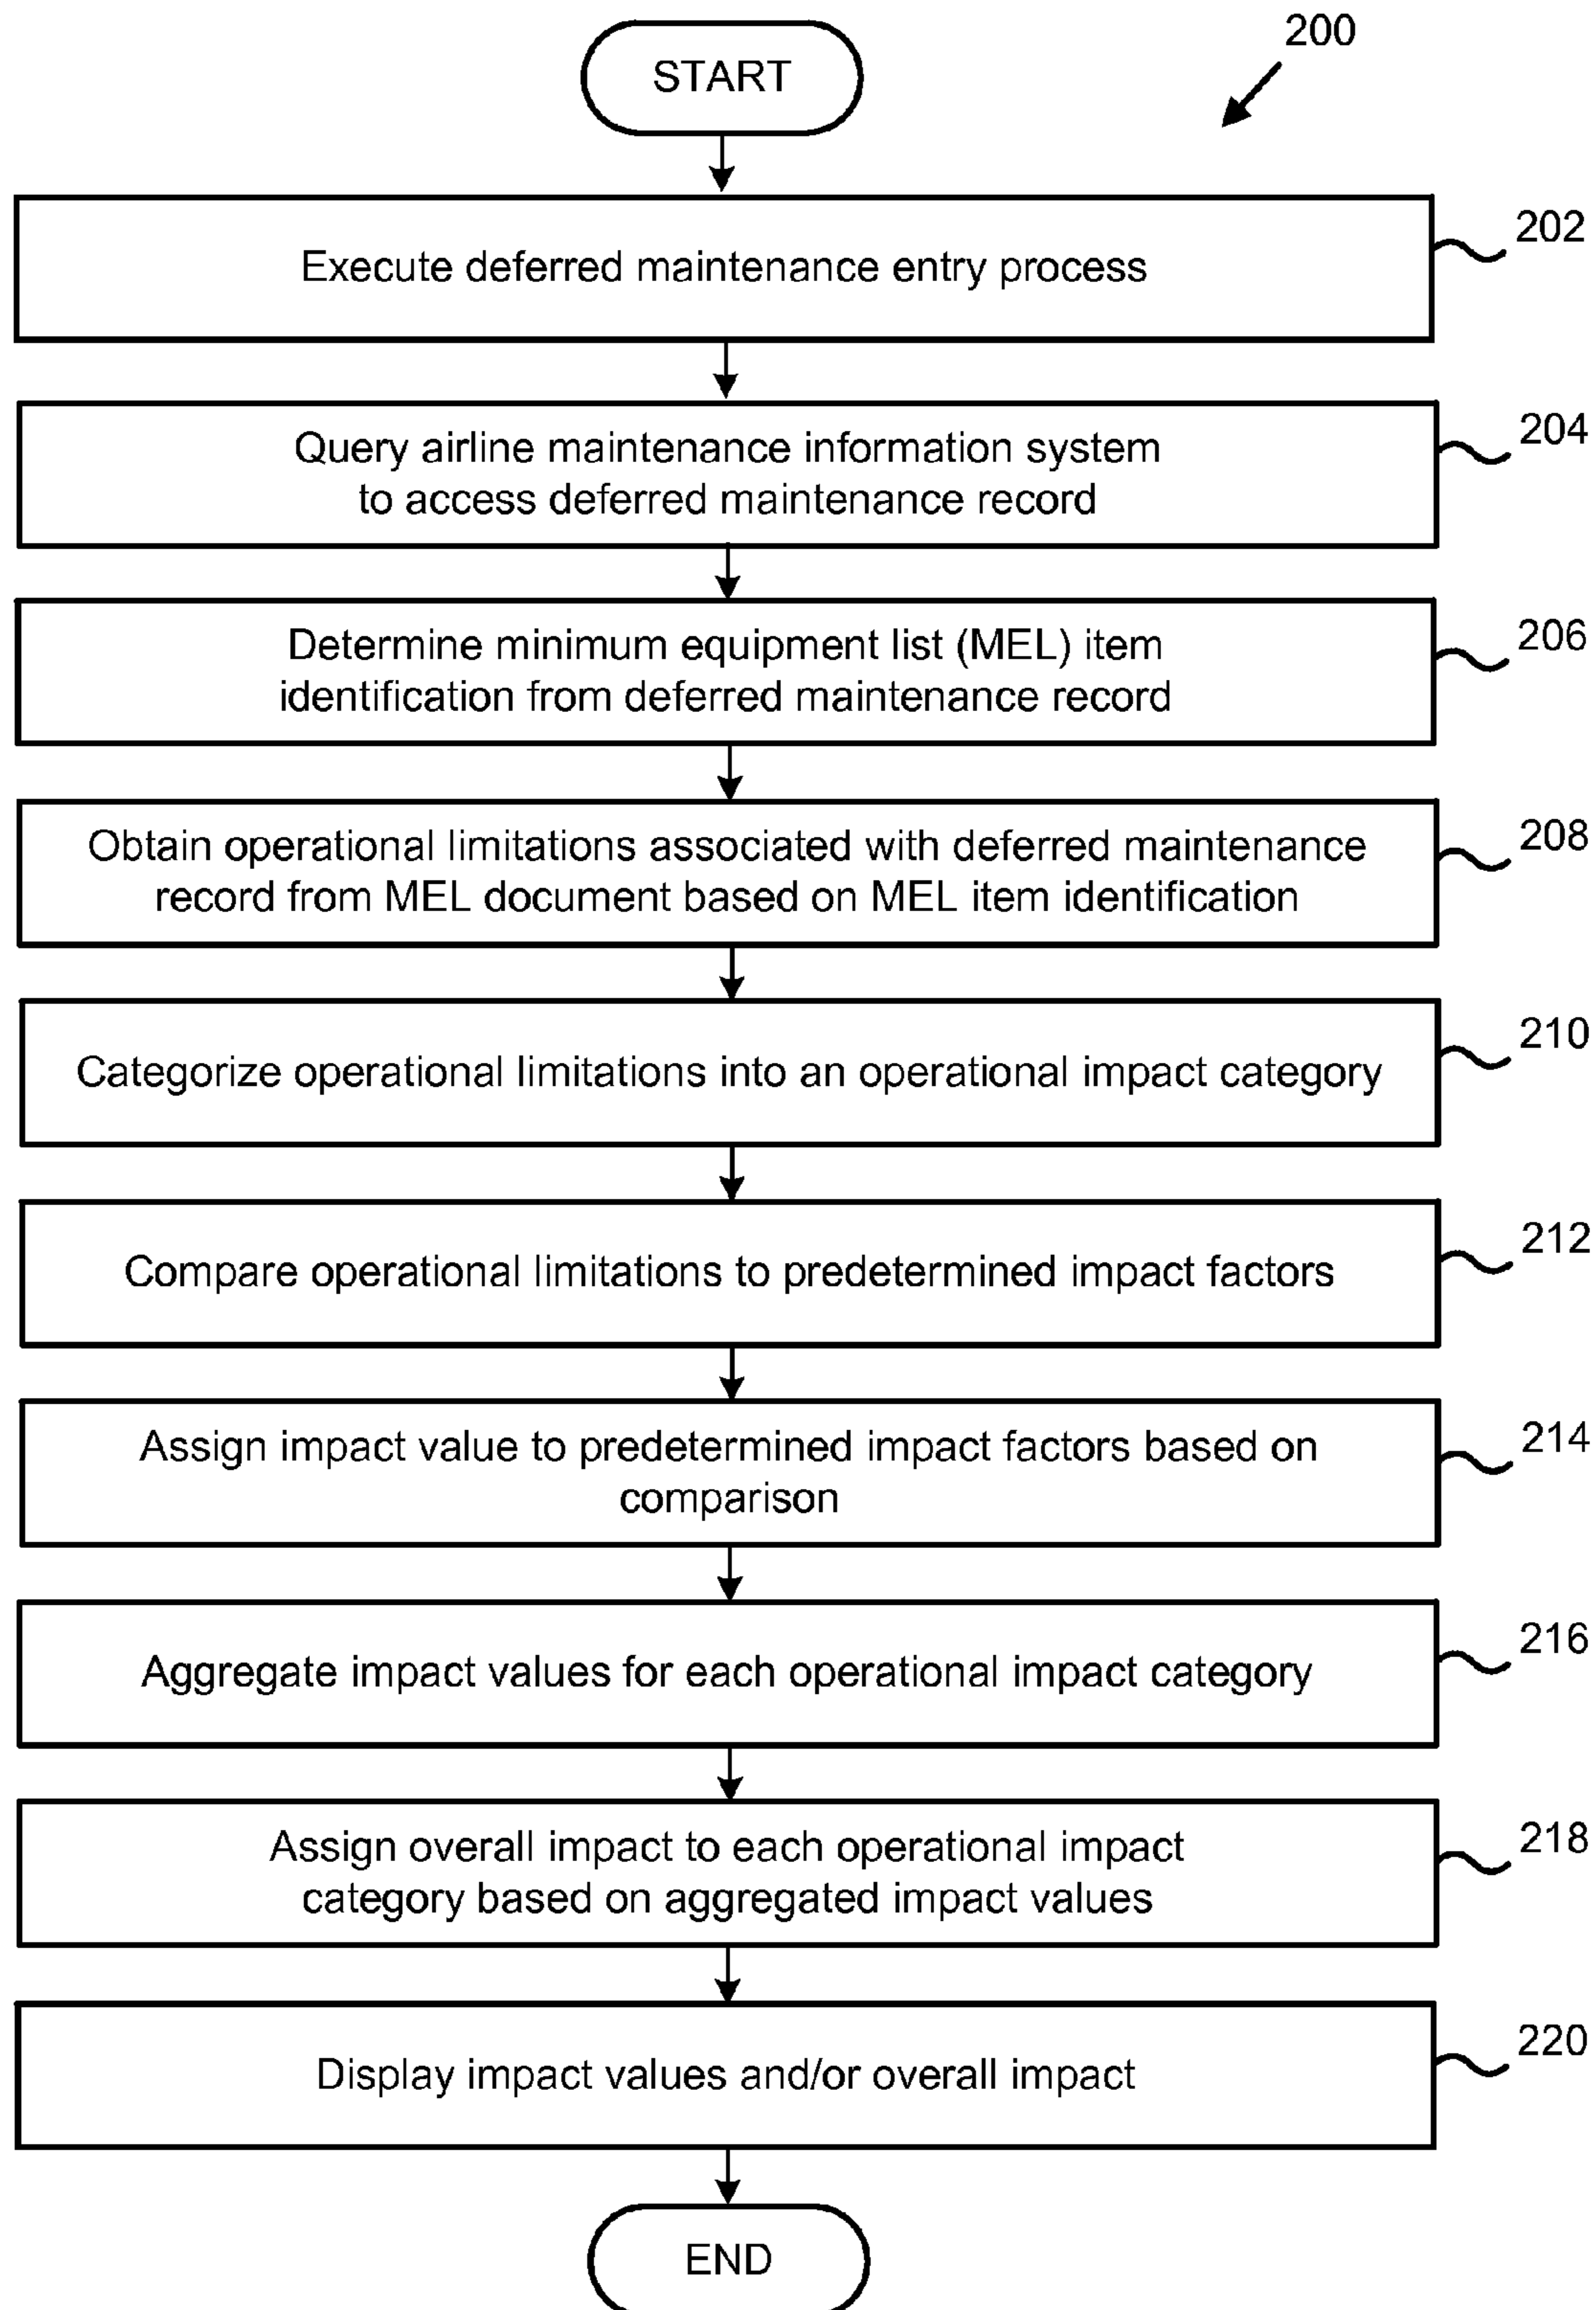 START
200
Execute deferred maintenance entry process
202
Query airline maintenance information system
to access deferred maintenance record
204
Determine minimum equipment list (MEL) item
identification from deferred maintenance record
206
Obtain operational limitations associated with deferred maintenance
record from MEL document based on MEL item identification
208
Categorize operational limitations into an operational impact category
210
Compare operational limitations to predetermined impact factors
212
Assign impact value to predetermined impact factors based on
comparison
214
Aggregate impact values for each operational impact category
216
Assign overall impact to each operational impact
category based on aggregated impact values
218
Display impact values and/or overall impact
220
END